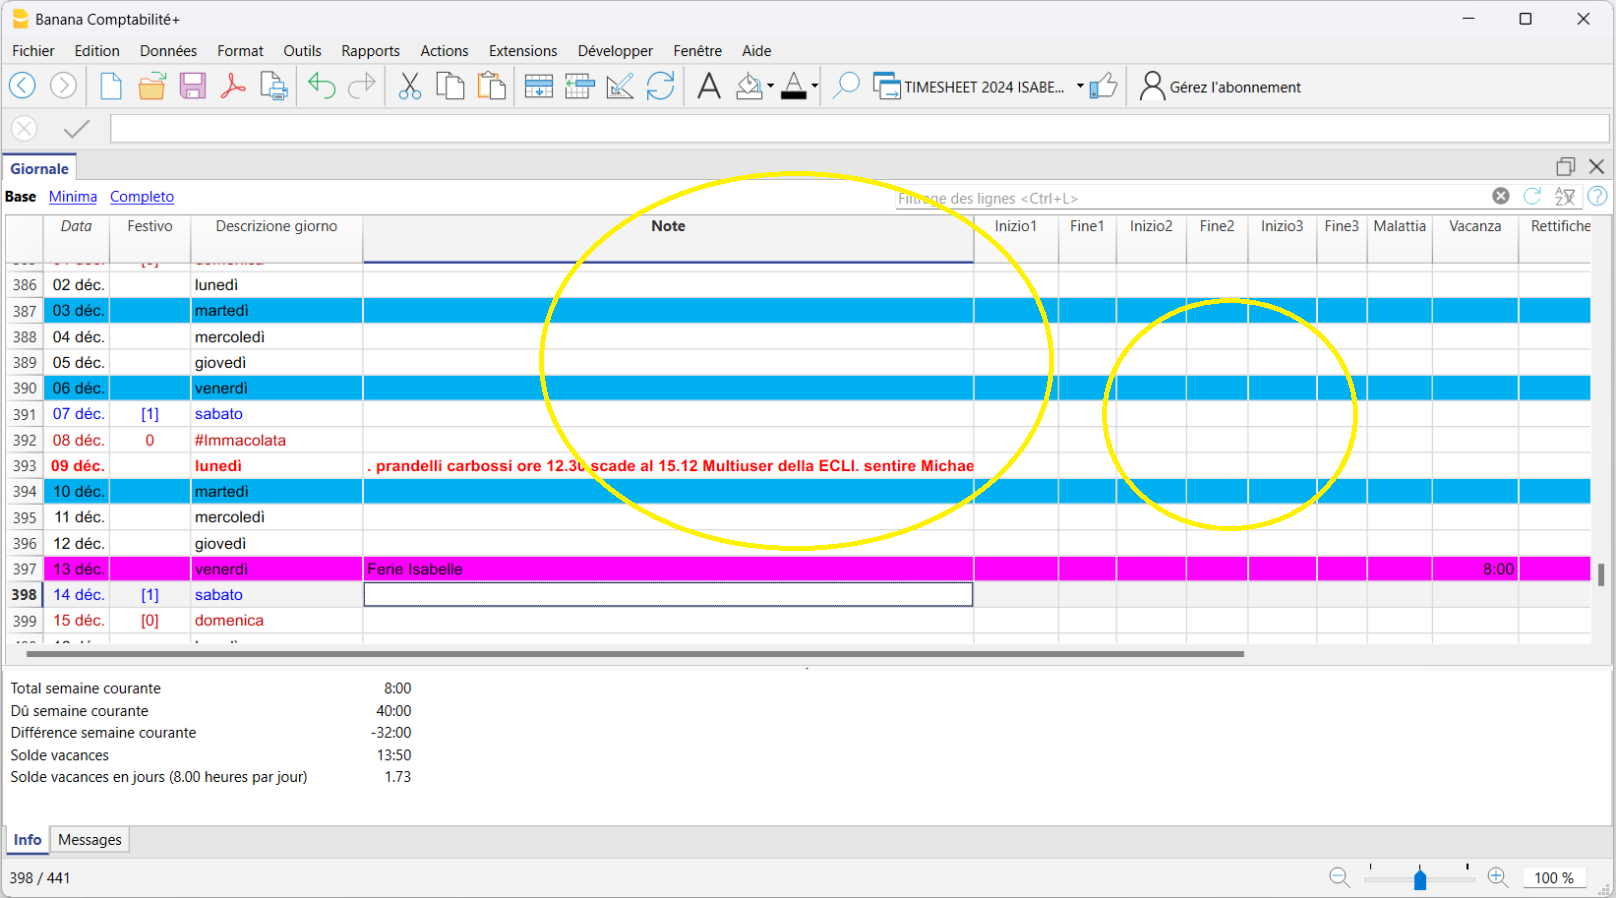 Banana Comptabilité+
Fichier Edition Données Format Outils Rapports Actions Extensions Développer Fenêtre Aide
TIMESHEET 2024 ISABE... Gérez l'abonnement
Giornale
Base Minima Completo Filtrage des lignes <Ctrl+L>
Data Festivo Descrizione giorno Note Inizio1 Fine1 Inizio2 Fine2 Inizio3 Fine3 Malattia Vacanza Rettifiche
386 02 déc. lunedì
387 03 déc. martedì
388 04 déc. mercoledì
389 05 déc. giovedì
390 06 déc. venerdì
391 07 déc. [1] sabato
392 08 déc. 0 #Immacolata
393 09 déc. lunedì . prandelli carbossi ore 12.30 scade al 15.12 Multiuser della ECLI. sentire Michae
394 10 déc. martedì
395 11 déc. mercoledì
396 12 déc. giovedì
397 13 déc. venerdì Ferie Isabelle 8:00
398 14 déc. [1] sabato
399 15 déc. [0] domenica
Total semaine courante 8:00
Dû semaine courante 40:00
Différence semaine courante -32:00
Solde vacances 13:50
Solde vacances en jours (8.00 heures par jour) 1.73
Info Messages
398 / 441 100 %